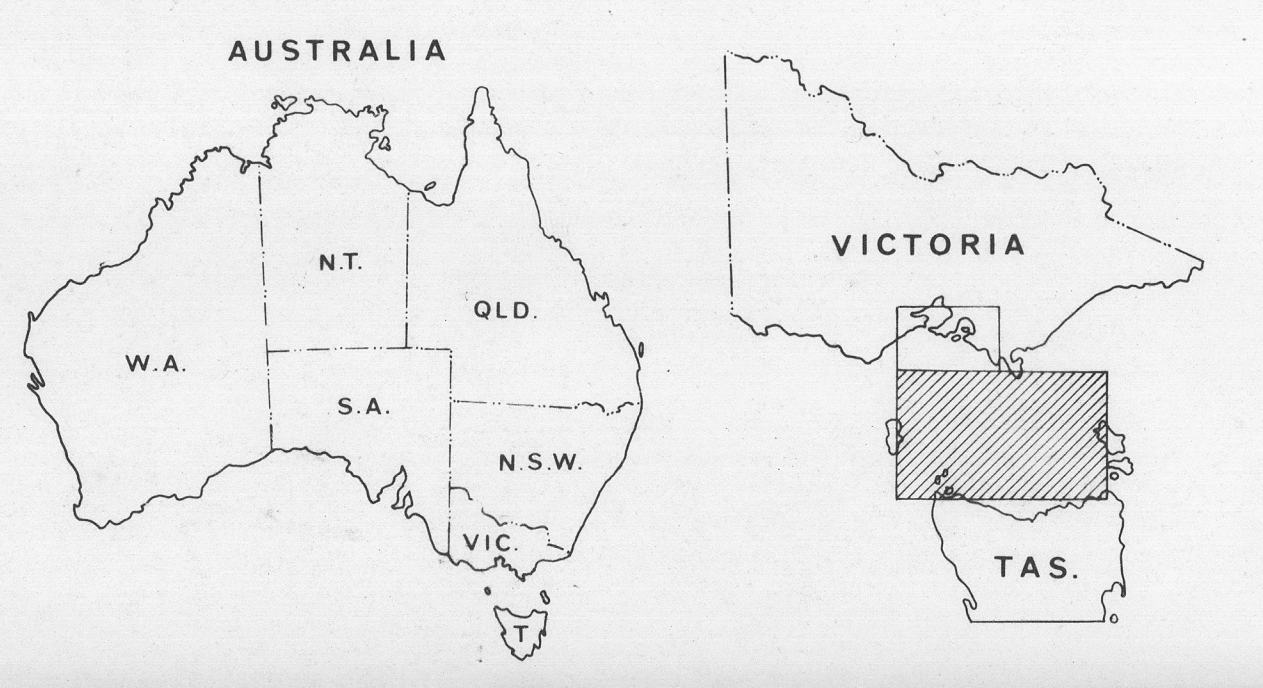 AUSTRALIA
N.T.
QLD.
W.A.
S.A.
N.S.W.
VIC.
T
VICTORIA
TAS.